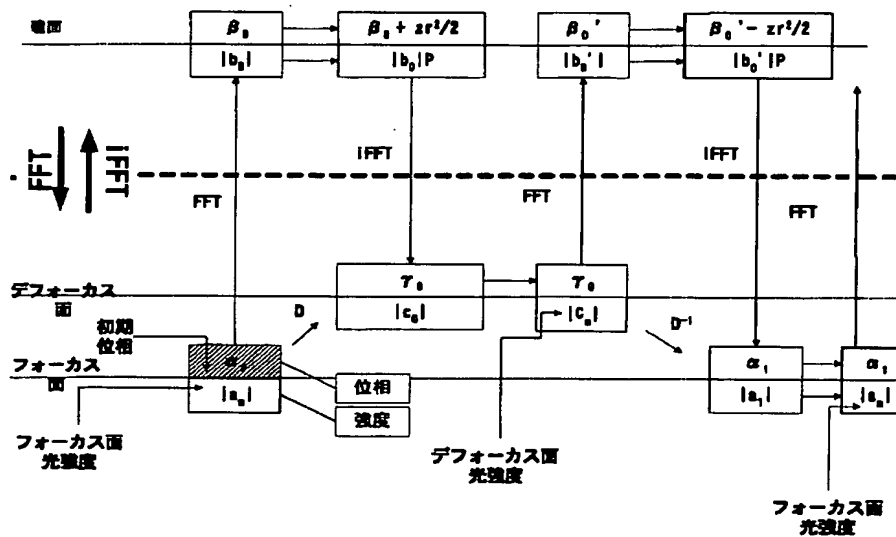 瞳面
β₀
β₀ + zr²/2
β₀'
β₀' − zr²/2
|b₀|
|b₀|P
|b₀'|
|b₀'|P
FFT
iFFT
iFFT
IFFT
FFT
FFT
FFT
デフォーカス
面
γ₀
|c₀|
γ₀
|Cₘ|
D
D⁻¹
初期
位相
フォーカス
面
|aₘ|
位相
強度
α₁
|a₁|
α₁
|aₘ|
フォーカス面
光強度
デフォーカス面
光強度
フォーカス面
光強度